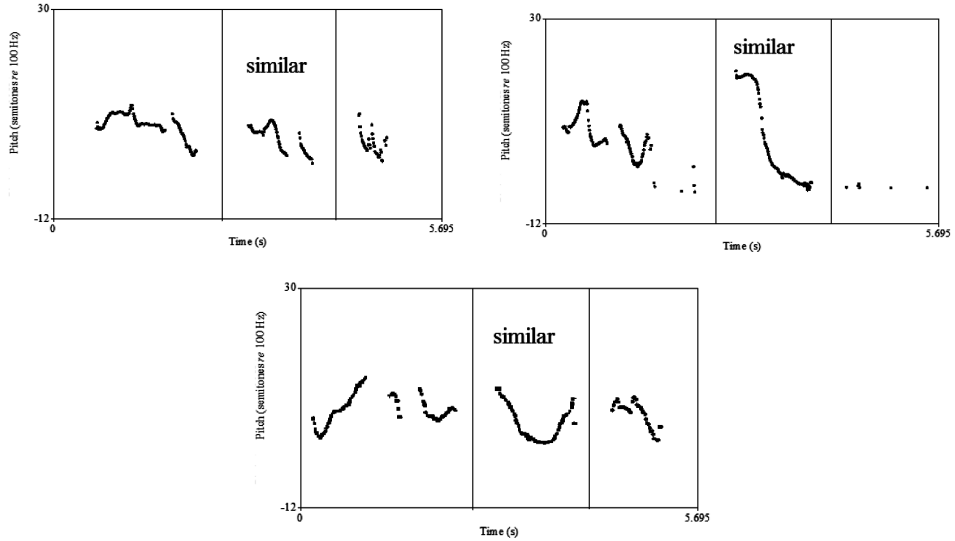 30
similar
Pitch (semitones re 100 Hz)
-12
0
5.695
Time (s)
30
similar
Pitch (semitones re 100 Hz)
-12
0
5.695
Time (s)
30
similar
Pitch (semitones re 100 Hz)
-12
0
5.695
Time (s)